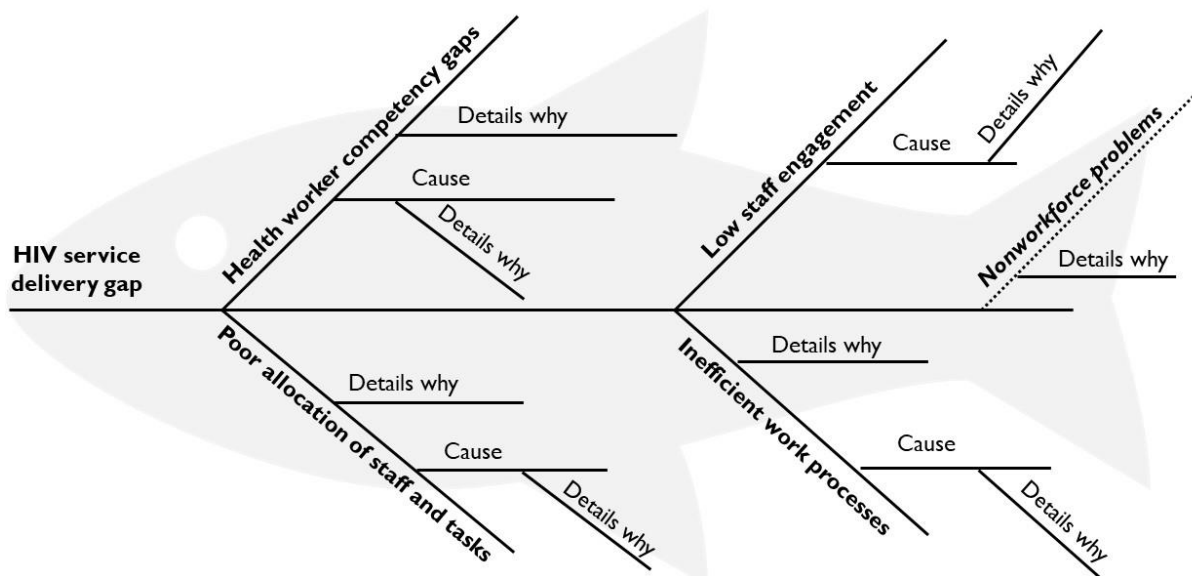 Health worker competency gaps
Details why
Cause
Details why
Low staff engagement
Cause
Details why
Nonworkforce problems
Details why
HIV service
delivery gap
Poor allocation of staff and tasks
Details why
Cause
Details why
Inefficient work processes
Details why
Cause
Details why